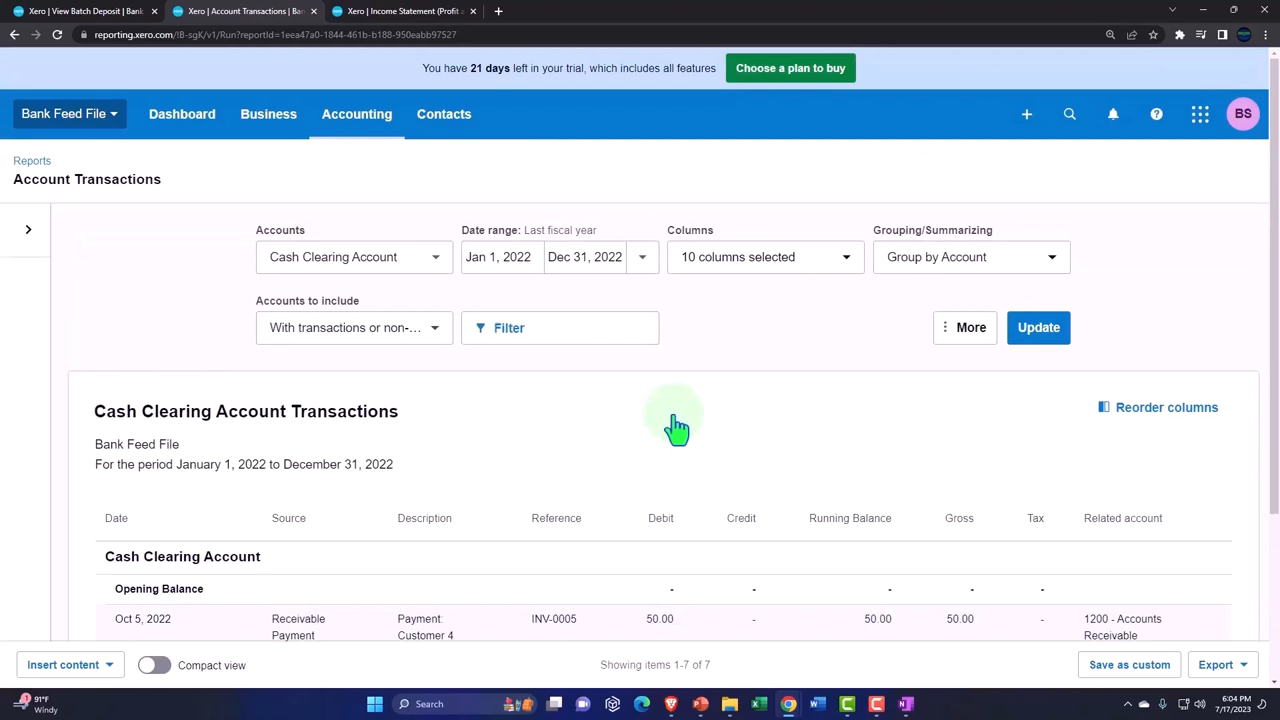 Xero | View Batch Deposit | Bank
Xero | Account Transactions | Ban
Xero | Income Statement (Profit a
reporting.xero.com/!B-sgK/v1/Run?reportId=1eea47a0-1844-461b-b188-950eabb97527
You have 21 days left in your trial, which includes all features
Choose a plan to buy
Bank Feed File
Dashboard
Business
Accounting
Contacts
BS
Reports
Account Transactions
Accounts
Date range: Last fiscal year
Columns
Grouping/Summarizing
Cash Clearing Account
Jan 1, 2022
Dec 31, 2022
10 columns selected
Group by Account
Accounts to include
With transactions or non-...
Filter
More
Update
Cash Clearing Account Transactions
Reorder columns
Bank Feed File
For the period January 1, 2022 to December 31, 2022
Date Source Description Reference Debit Credit Running Balance Gross Tax Related account
Cash Clearing Account
Opening Balance - - - - -
Oct 5, 2022 Receivable Payment: INV-0005 50.00 - 50.00 50.00 - 1200 - Accounts
Payment Customer 4 Receivable
Insert content
Compact view
Showing items 1-7 of 7
Save as custom
Export
1
91°F
Windy
Search
6:04 PM
7/17/2023